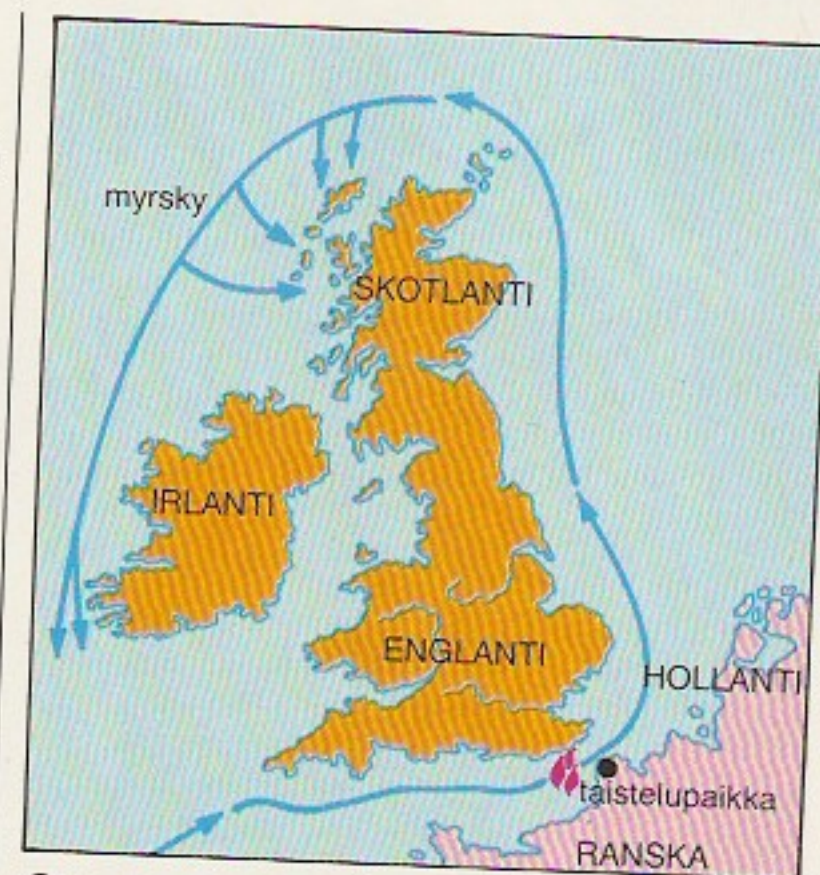 myrsky
SKOTLANTI
IRLANTI
ENGLANTI
HOLLANTI
taistelupaikka
RANSKA